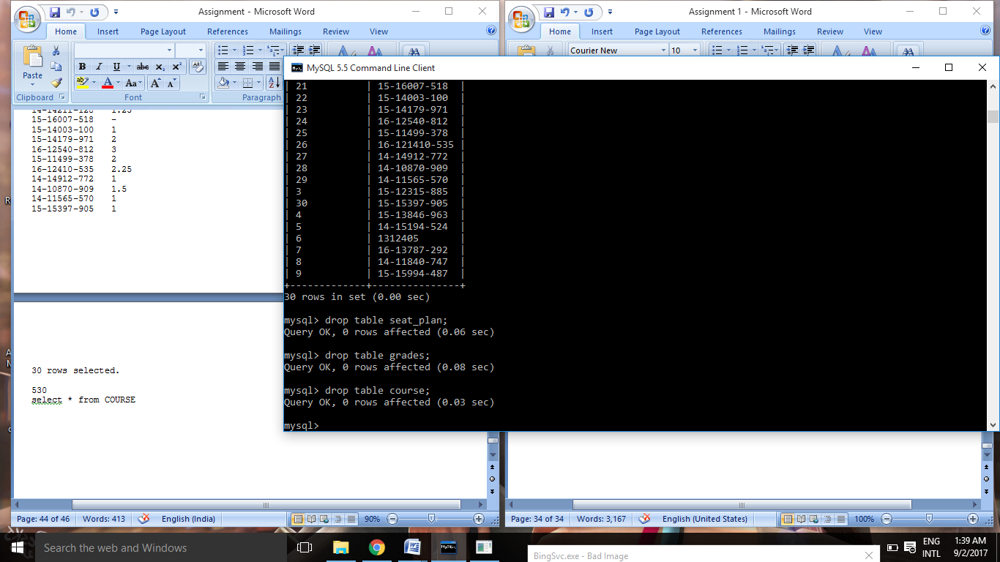 Assignment - Microsoft Word
Home Insert Page Layout References Mailings Review View
Paste
B I U abe x₂ x² Aa
ab A Aa A A
Clipboard Font Paragraph
15-16007-518 -
15-14003-100 1
15-14179-971 2
16-12540-812 3
15-11499-378 2
16-12410-535 2.25
14-14912-772 1
14-10870-909 1.5
14-11565-570 1
15-15397-905 1
30 rows selected.
530
select * from COURSE
Page: 44 of 46 Words: 413 English (India) 90%
Assignment 1 - Microsoft Word
Home Insert Page Layout References Mailings Review View
Courier New 10
Page: 34 of 34 Words: 3,167 English (United States) 100%
MySQL 5.5 Command Line Client
| 21 | 15-16007-518 |
| 22 | 15-14003-100 |
| 23 | 15-14179-971 |
| 24 | 16-12540-812 |
| 25 | 15-11499-378 |
| 26 | 16-121410-535 |
| 27 | 14-14912-772 |
| 28 | 14-10870-909 |
| 29 | 14-11565-570 |
| 3 | 15-12315-885 |
| 30 | 15-15397-905 |
| 4 | 15-13846-963 |
| 5 | 14-15194-524 |
| 6 | 1312405 |
| 7 | 16-13787-292 |
| 8 | 14-11840-747 |
| 9 | 15-15994-487 |
+-------------+---------------+
30 rows in set (0.00 sec)
mysql> drop table seat_plan;
Query OK, 0 rows affected (0.06 sec)
mysql> drop table grades;
Query OK, 0 rows affected (0.08 sec)
mysql> drop table course;
Query OK, 0 rows affected (0.03 sec)
mysql>
Search the web and Windows
BingSvc.exe - Bad Image
ENG
INTL
1:39 AM
9/2/2017